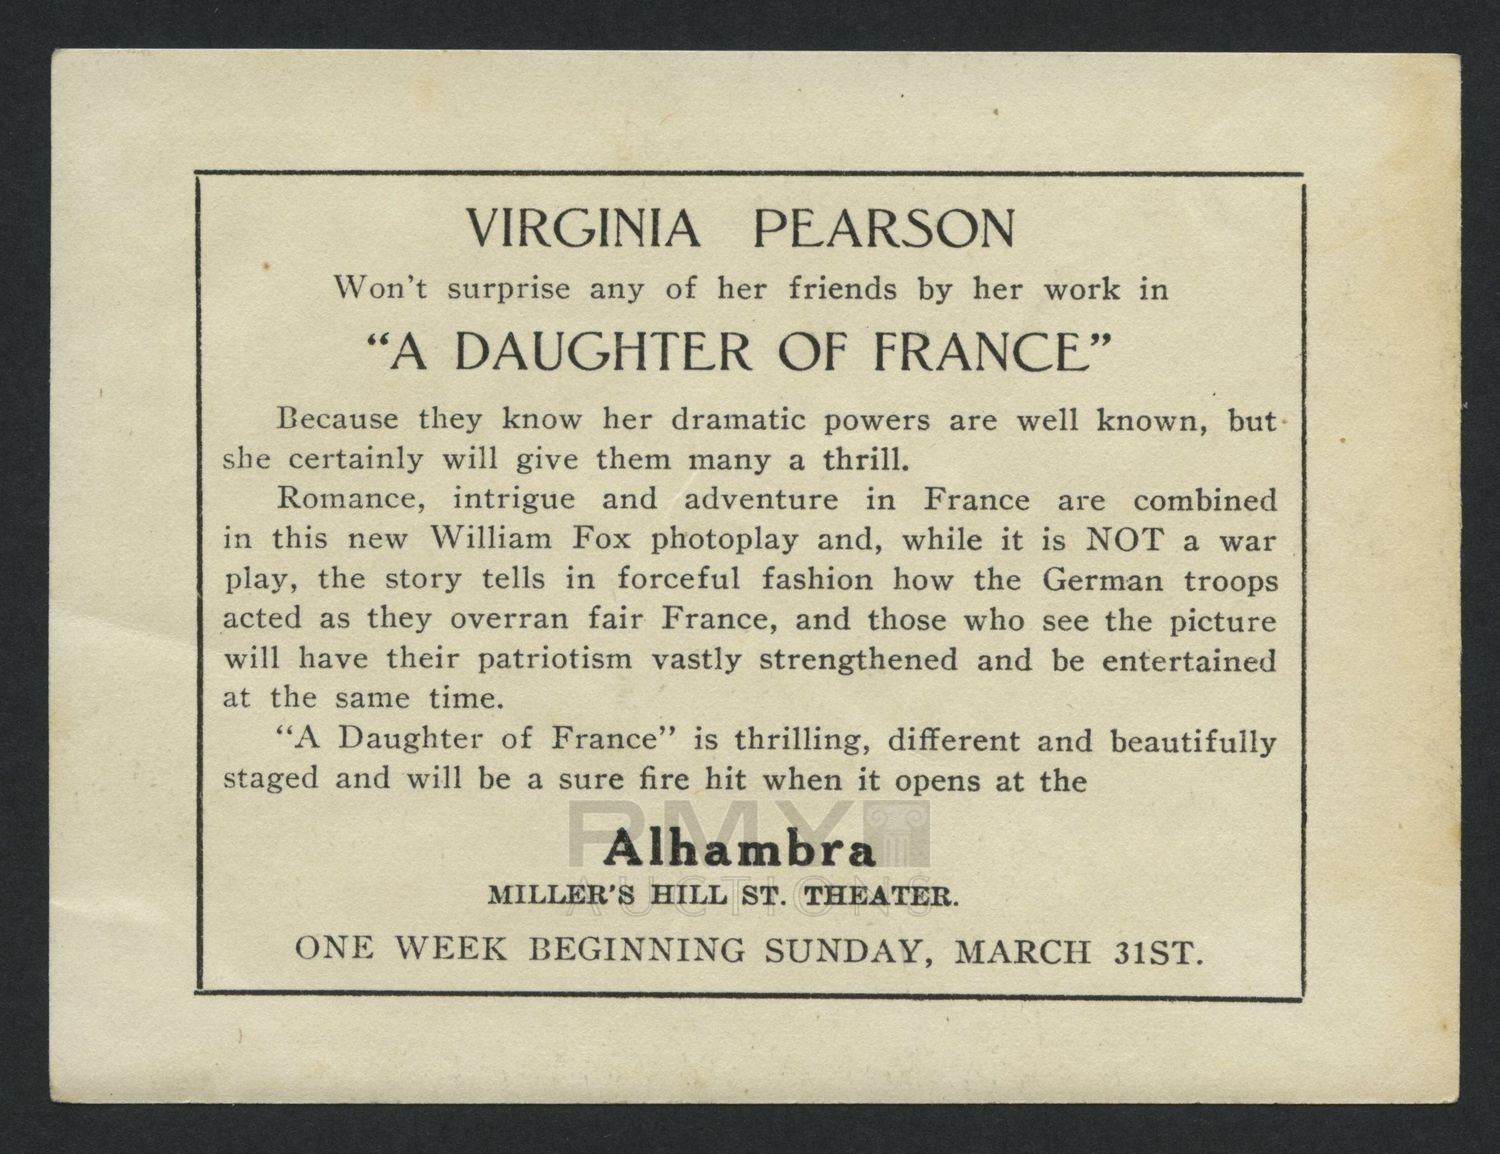 VIRGINIA PEARSON
Won't surprise any of her friends by her work in
"A DAUGHTER OF FRANCE"
Because they know her dramatic powers are well known, but
she certainly will give them many a thrill.
Romance, intrigue and adventure in France are combined
in this new William Fox photoplay and, while it is NOT a war
play, the story tells in forceful fashion how the German troops
acted as they overran fair France, and those who see the picture
will have their patriotism vastly strengthened and be entertained
at the same time.
"A Daughter of France" is thrilling, different and beautifully
staged and will be a sure fire hit when it opens at the
RMY
Alhambra
AUCTIONS
MILLER'S HILL ST. THEATER.
ONE WEEK BEGINNING SUNDAY, MARCH 31ST.